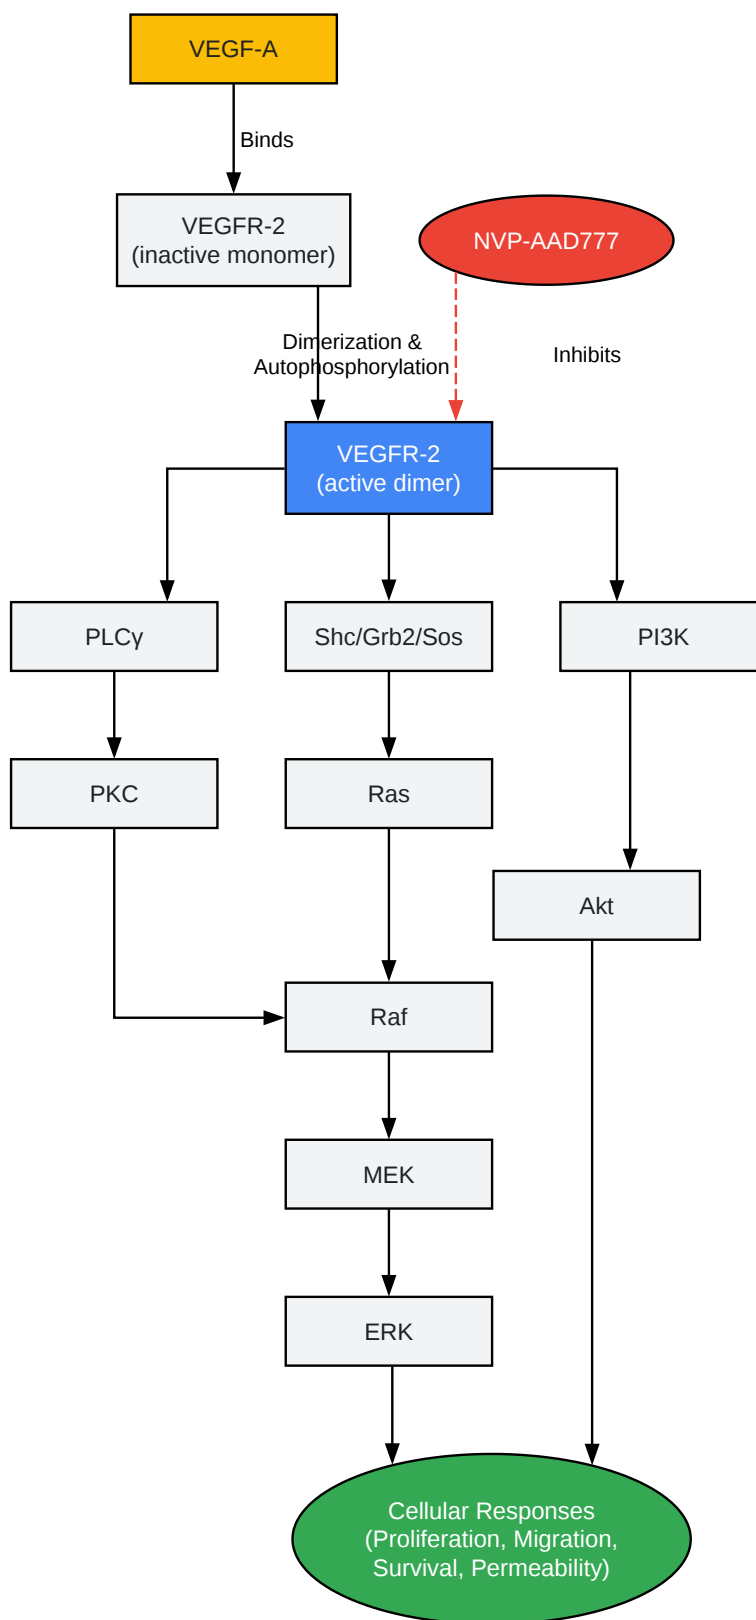 VEGF-A
Binds
VEGFR-2
(inactive monomer)
NVP-AAD777
Dimerization &
Autophosphorylation
Inhibits
VEGFR-2
(active dimer)
PLCγ
Shc/Grb2/Sos
PI3K
PKC
Ras
Akt
Raf
MEK
ERK
Cellular Responses
(Proliferation, Migration,
Survival, Permeability)